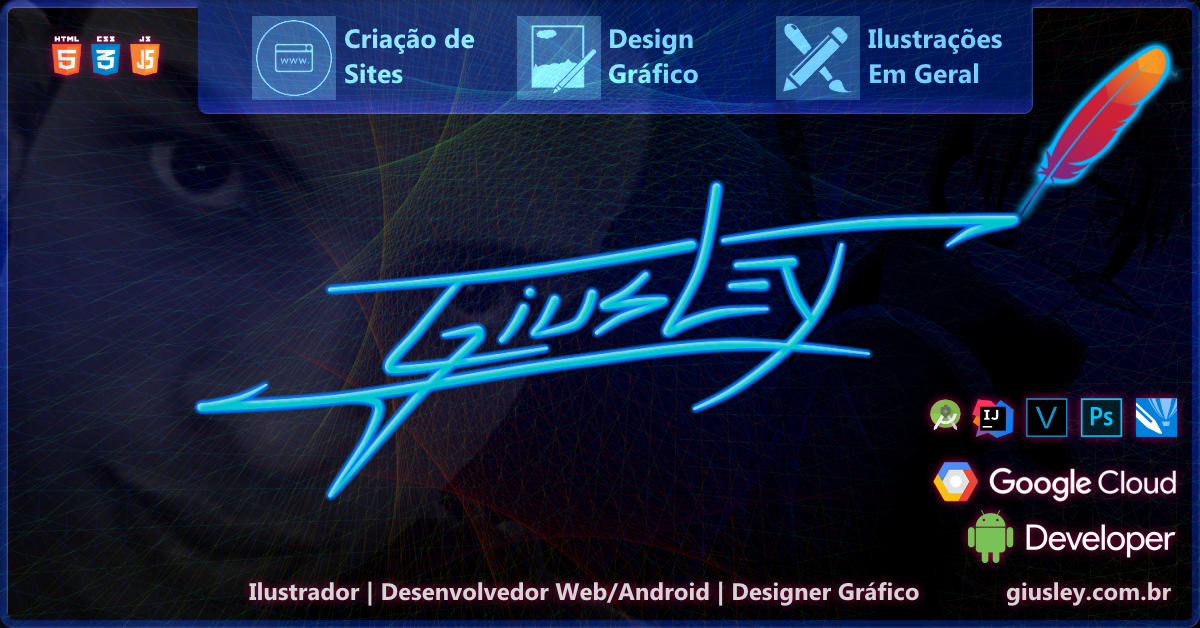 HTML CSS JS
5 3 JS
www.
Criação de
Sites
Design
Gráfico
Ilustrações
Em Geral
GiusLEy
IJ V Ps
Google Cloud
Developer
Ilustrador | Desenvolvedor Web/Android | Designer Gráfico
giusley.com.br